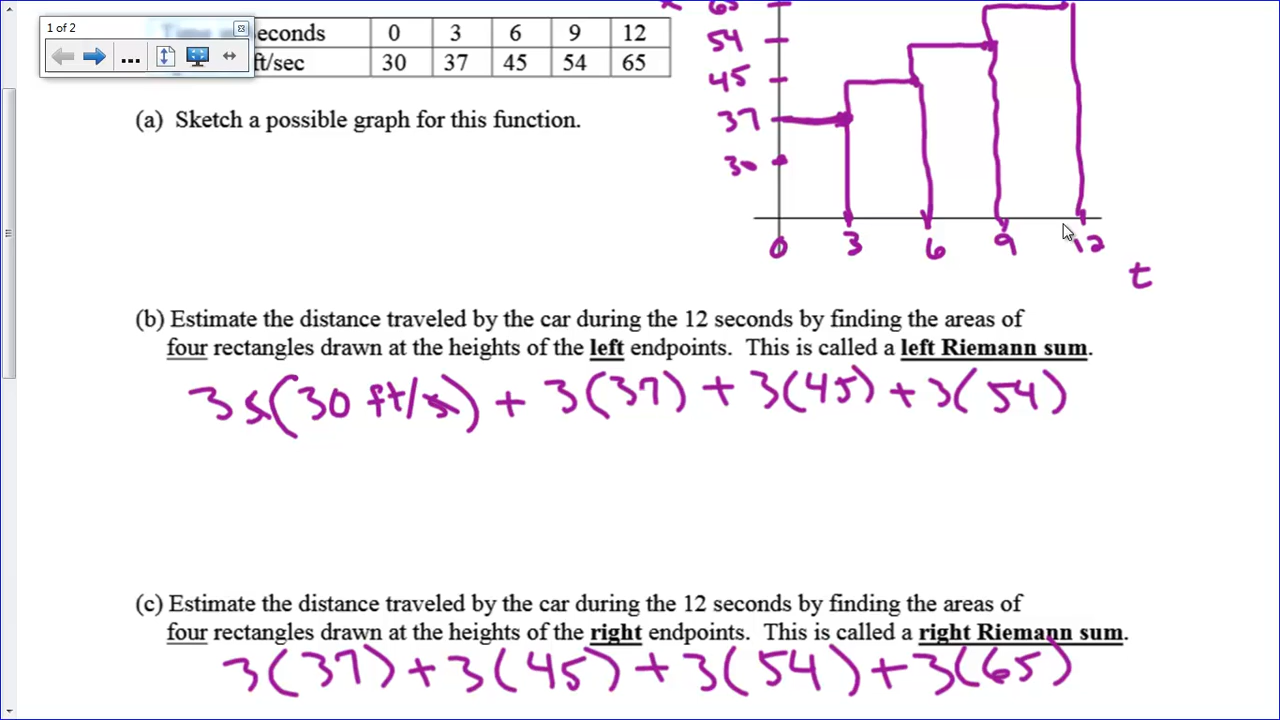 1 of 2
Seconds 0 3 6 9 12
ft/sec 30 37 45 54 65
(a) Sketch a possible graph for this function.
65
54
45
37
30
0 3 6 9 12
t
(b) Estimate the distance traveled by the car during the 12 seconds by finding the areas of
four rectangles drawn at the heights of the left endpoints. This is called a left Riemann sum.
3 s(30 ft/s) + 3(37) + 3(45) + 3(54)
(c) Estimate the distance traveled by the car during the 12 seconds by finding the areas of
four rectangles drawn at the heights of the right endpoints. This is called a right Riemann sum.
3(37) + 3(45) + 3(54) + 3(65)